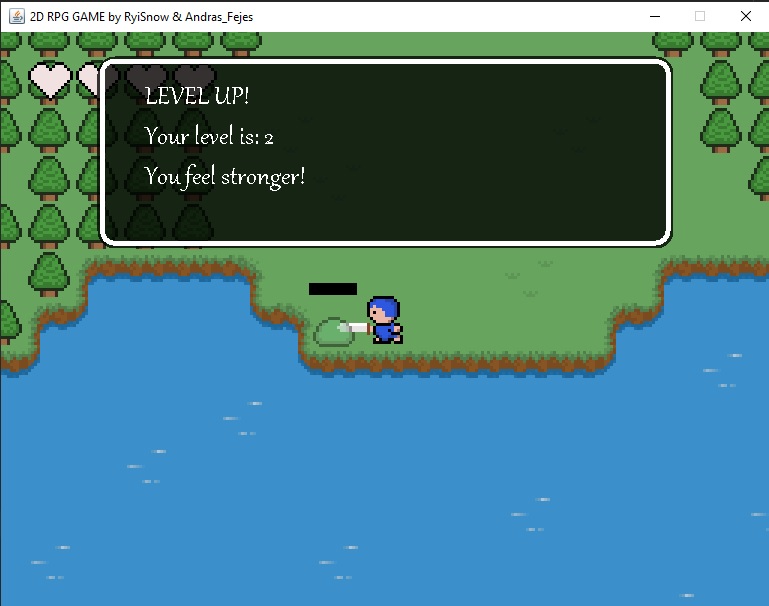 2D RPG GAME by RyiSnow & Andras_Fejes
LEVEL UP!
Your level is: 2
You feel stronger!